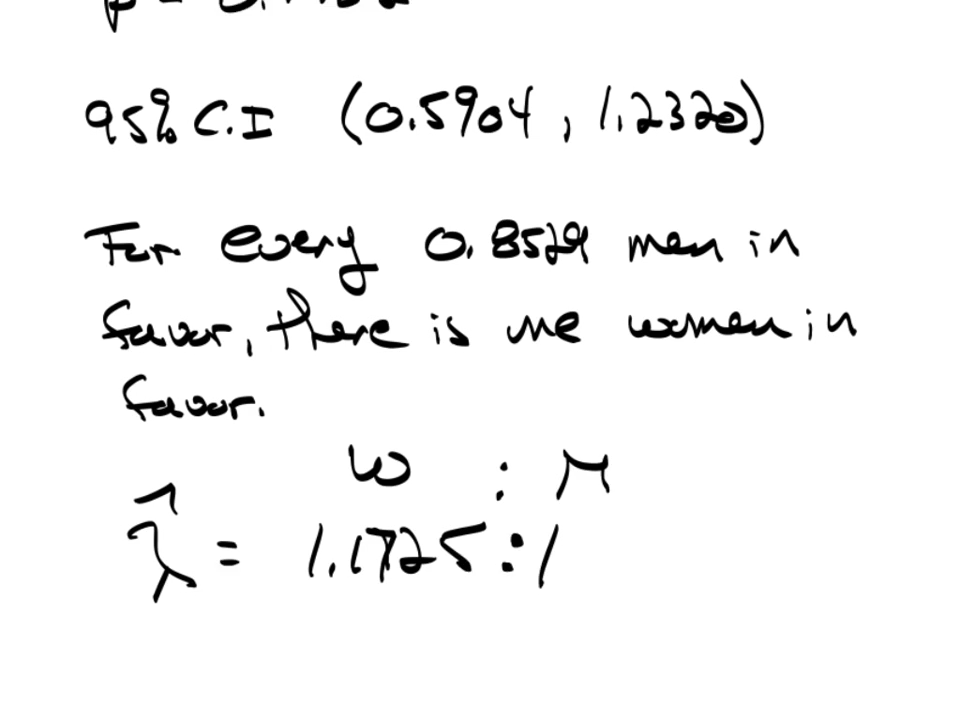 95% C.I (0.5904, 1.2320)
For every 0.8529 men in
favor, there is one women in
favor.
W : M
λ̂ = 1.1725 : 1